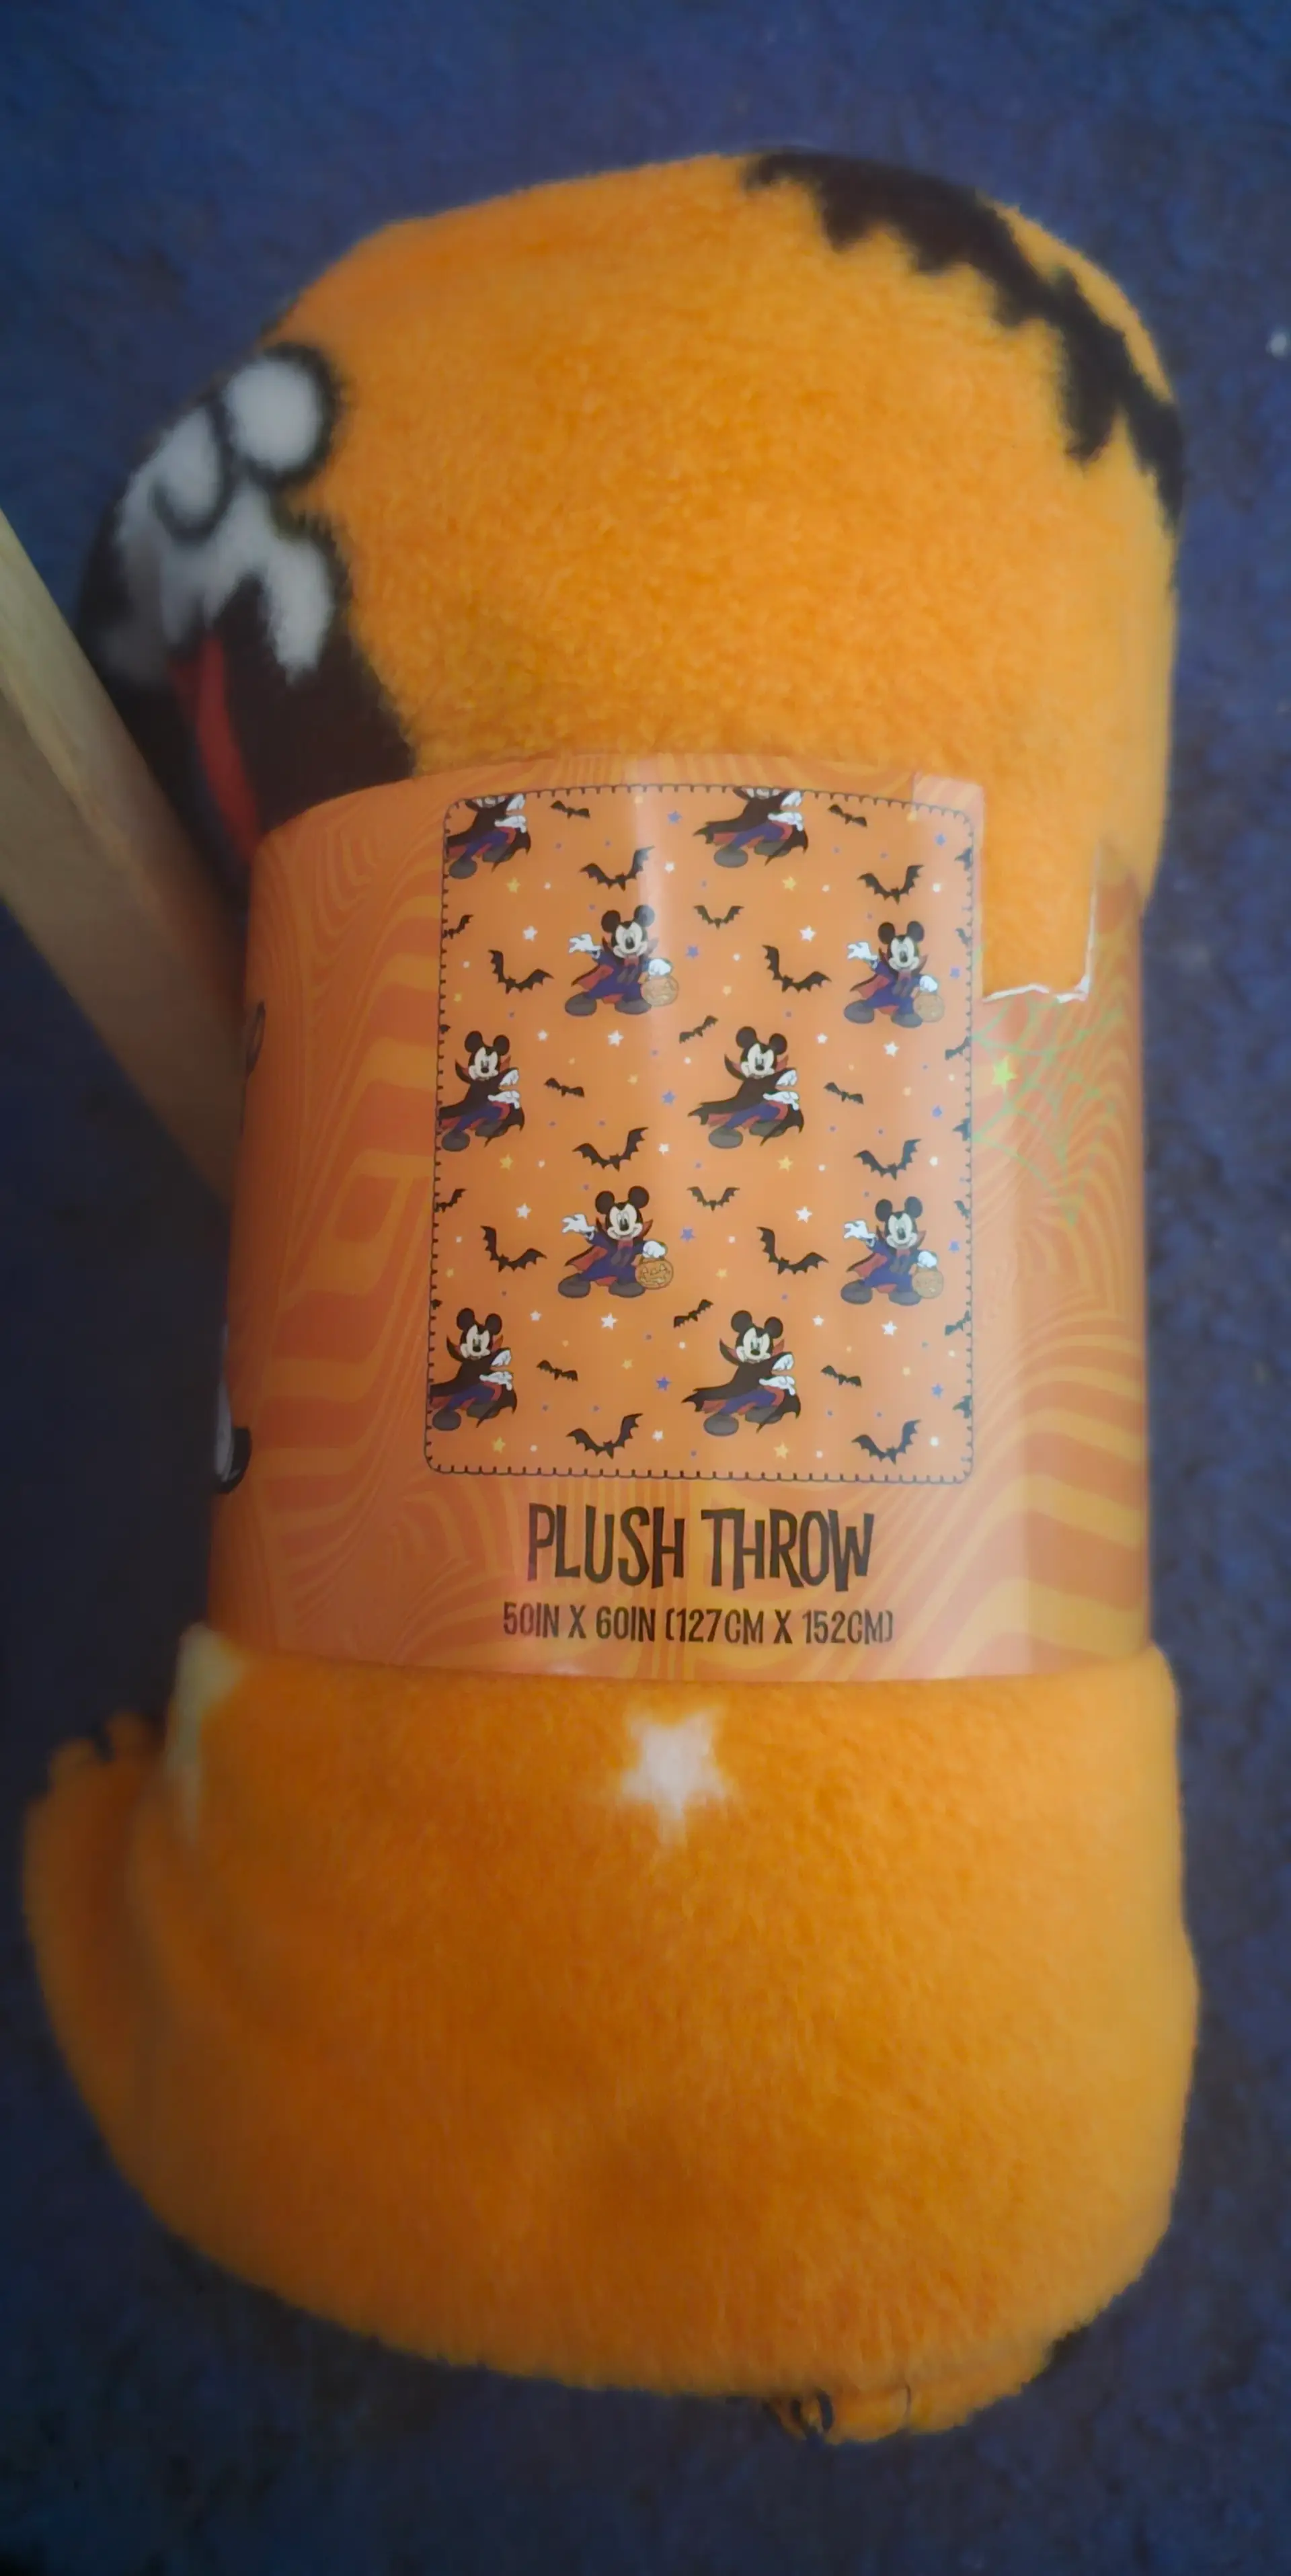 PLUSH THROW
50IN X 60IN (127CM X 152CM)